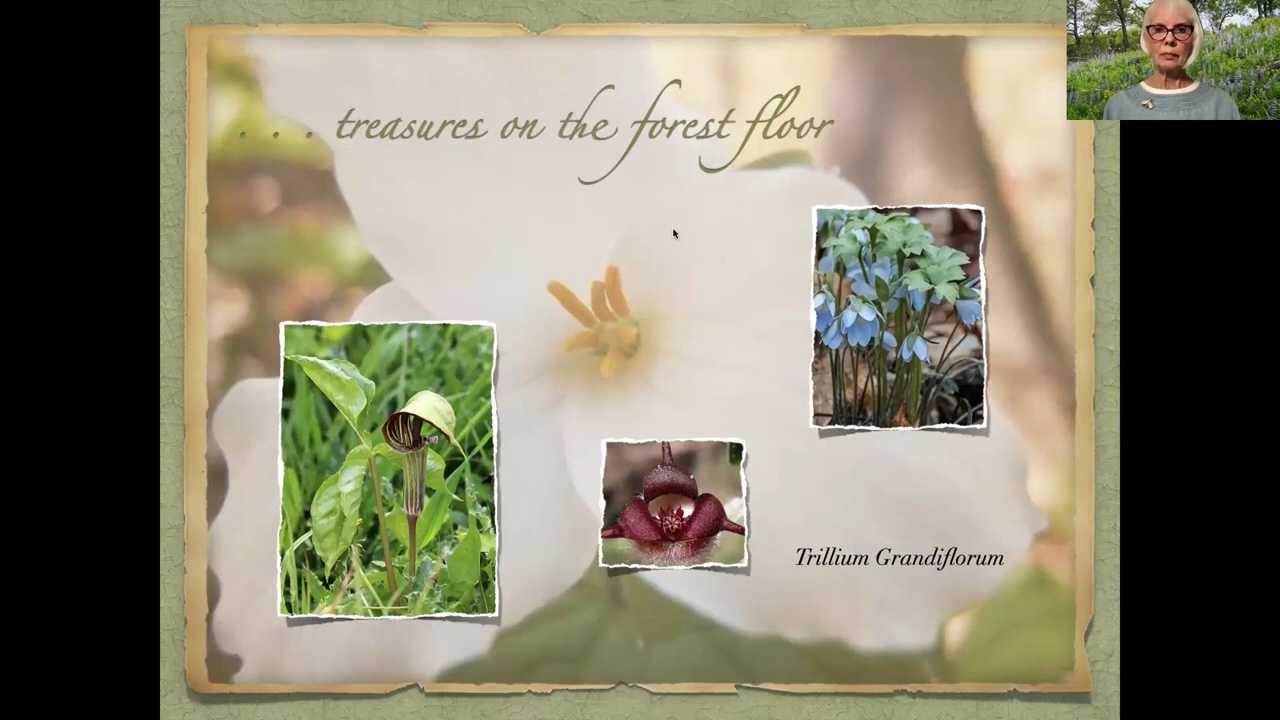 . . . treasures on the forest floor
Trillium Grandiflorum